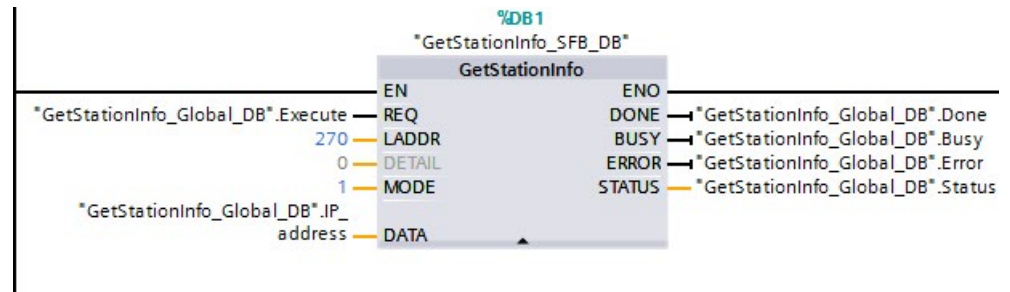 %DB1
"GetStationInfo_SFB_DB"
GetStationInfo
EN ENO
"GetStationInfo_Global_DB".Execute REQ DONE "GetStationInfo_Global_DB".Done
270 LADDR BUSY "GetStationInfo_Global_DB".Busy
0 DETAIL ERROR "GetStationInfo_Global_DB".Error
1 MODE STATUS "GetStationInfo_Global_DB".Status
"GetStationInfo_Global_DB".IP_
address DATA